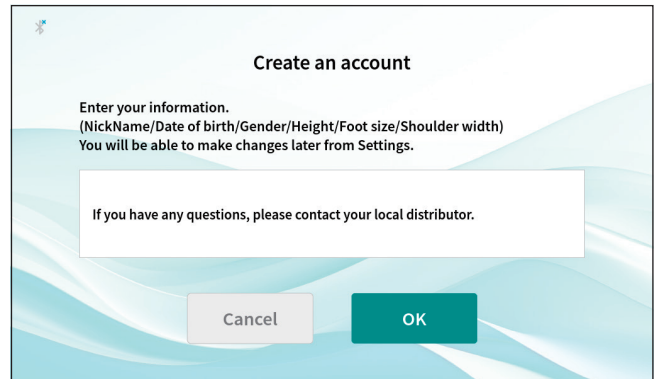 Create an account
Enter your information.
(NickName/Date of birth/Gender/Height/Foot size/Shoulder width)
You will be able to make changes later from Settings.
If you have any questions, please contact your local distributor.
Cancel
OK